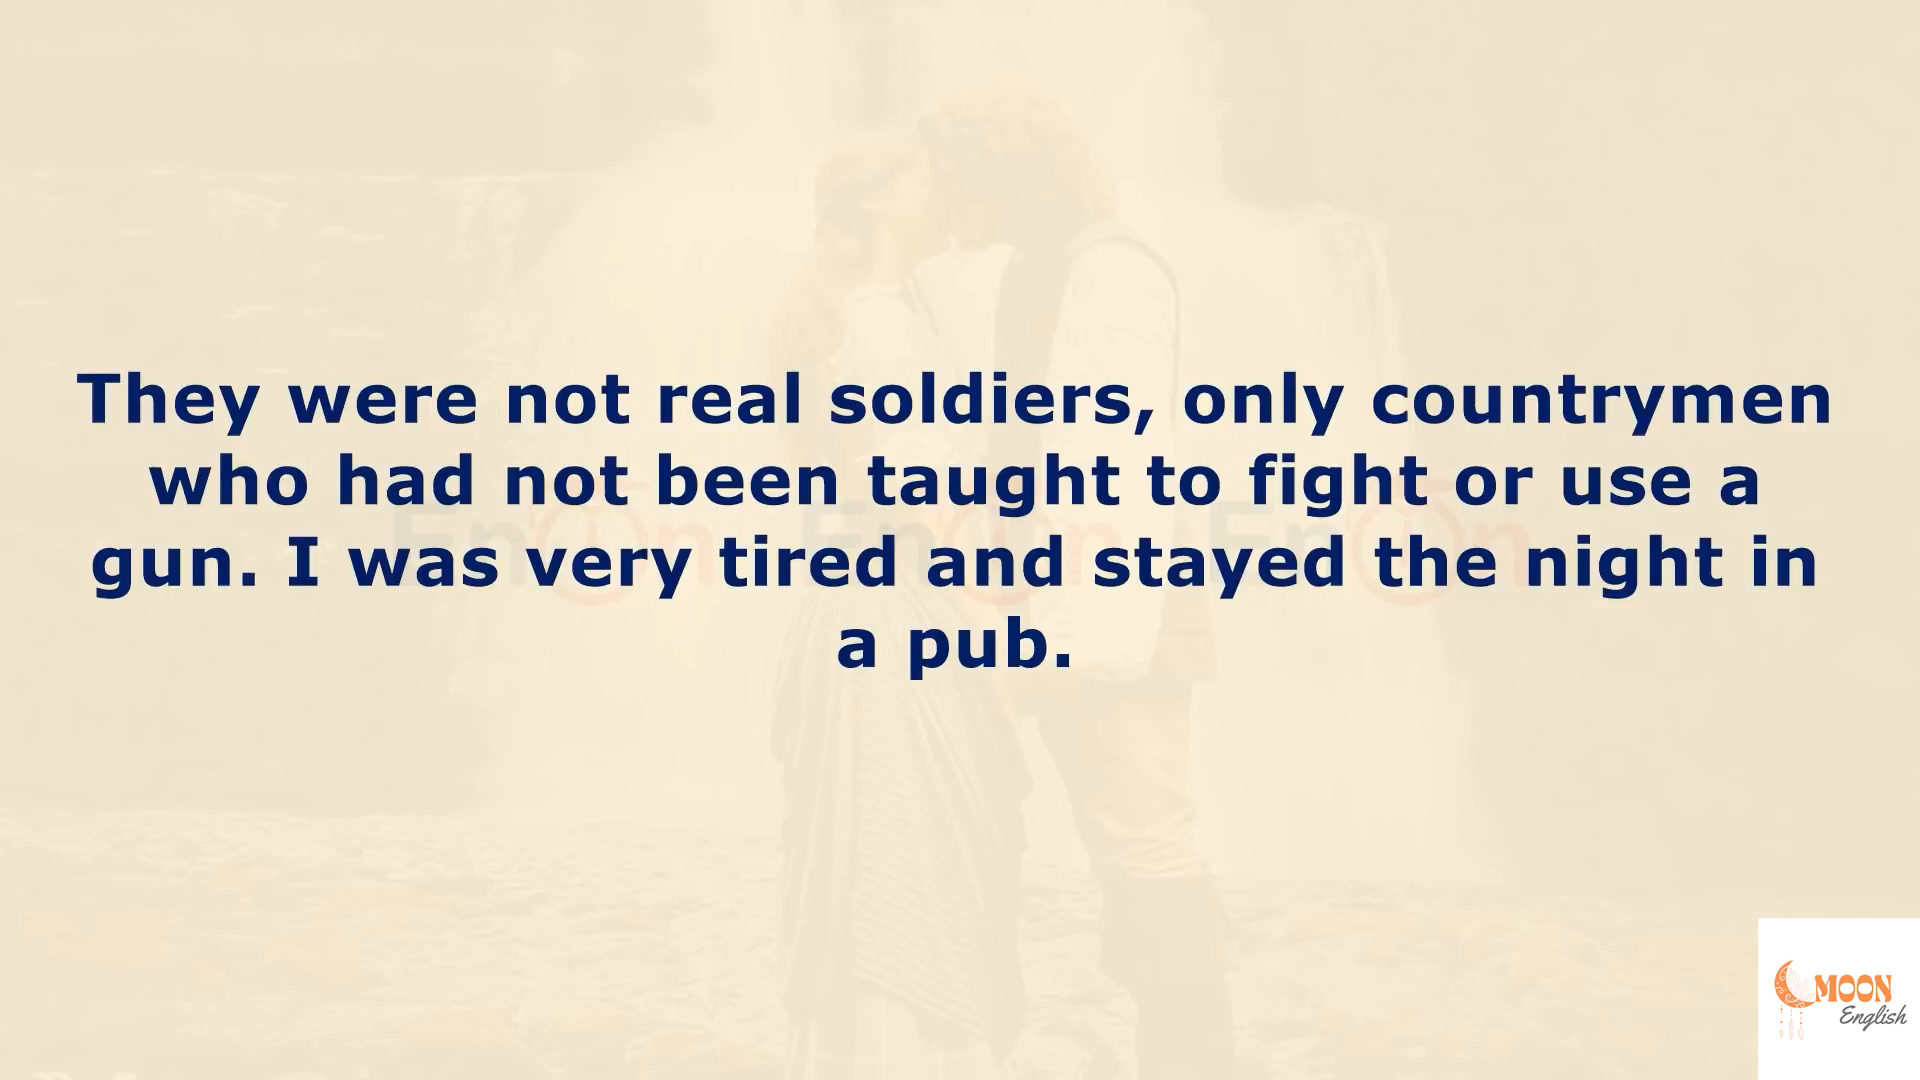 They were not real soldiers, only countrymen
who had not been taught to fight or use a
gun. I was very tired and stayed the night in
a pub.
MOON
English